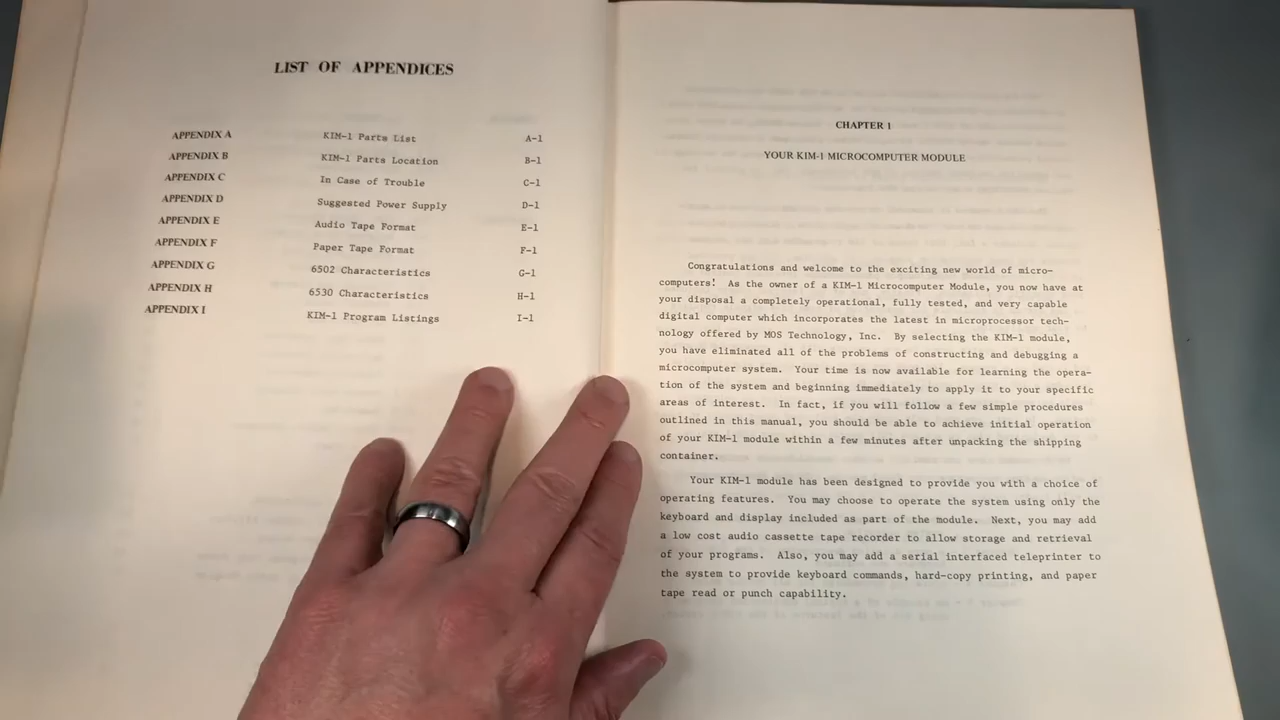 LIST OF APPENDICES
APPENDIX A KIM-1 Parts List A-1
APPENDIX B KIM-1 Parts Location B-1
APPENDIX C In Case of Trouble C-1
APPENDIX D Suggested Power Supply D-1
APPENDIX E Audio Tape Format E-1
APPENDIX F Paper Tape Format F-1
APPENDIX G 6502 Characteristics G-1
APPENDIX H 6530 Characteristics H-1
APPENDIX I KIM-1 Program Listings I-1
CHAPTER 1
YOUR KIM-1 MICROCOMPUTER MODULE
Congratulations and welcome to the exciting new world of micro-
computers! As the owner of a KIM-1 Microcomputer Module, you now have at
your disposal a completely operational, fully tested, and very capable
digital computer which incorporates the latest in microprocessor tech-
nology offered by MOS Technology, Inc. By selecting the KIM-1 module,
you have eliminated all of the problems of constructing and debugging a
microcomputer system. Your time is now available for learning the opera-
tion of the system and beginning immediately to apply it to your specific
areas of interest. In fact, if you will follow a few simple procedures
outlined in this manual, you should be able to achieve initial operation
of your KIM-1 module within a few minutes after unpacking the shipping
container.
Your KIM-1 module has been designed to provide you with a choice of
operating features. You may choose to operate the system using only the
keyboard and display included as part of the module. Next, you may add
a low cost audio cassette tape recorder to allow storage and retrieval
of your programs. Also, you may add a serial interfaced teleprinter to
the system to provide keyboard commands, hard-copy printing, and paper
tape read or punch capability.